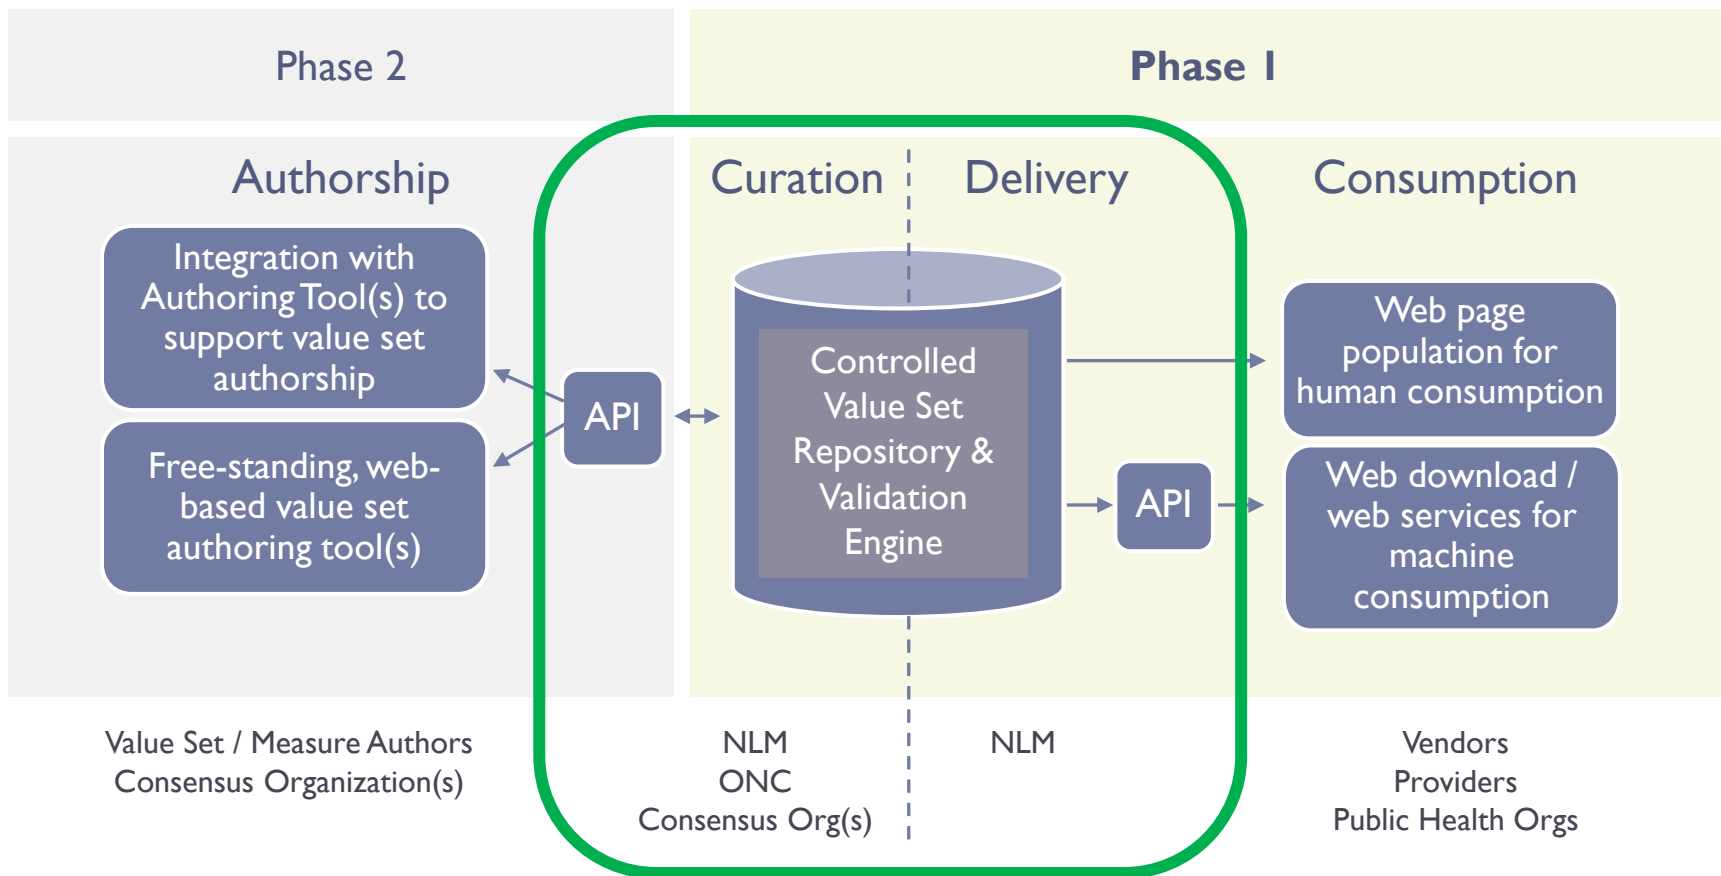 Phase 2
Phase 1
Authorship
Curation
Delivery
Consumption
Integration with
Authoring Tool(s) to
support value set
authorship
Free-standing, web-
based value set
authoring tool(s)
API
Controlled
Value Set
Repository &
Validation
Engine
API
Web page
population for
human consumption
Web download /
web services for
machine
consumption
Value Set / Measure Authors
Consensus Organization(s)
NLM
ONC
Consensus Org(s)
NLM
Vendors
Providers
Public Health Orgs